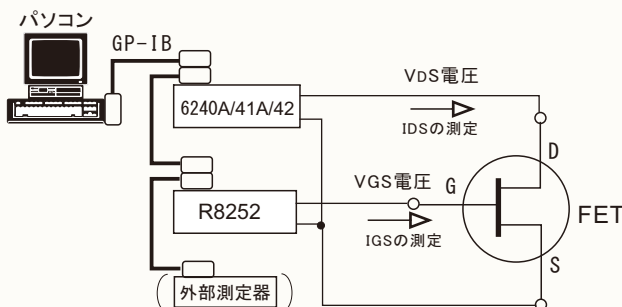 パソコン
GP-IB
VDS電圧
6240A/41A/42
IDSの測定
D
VGS電圧
G
R8252
FET
IGSの測定
S
外部測定器